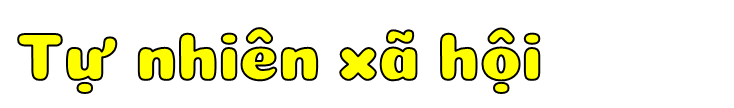 Tự nhiên xã hội